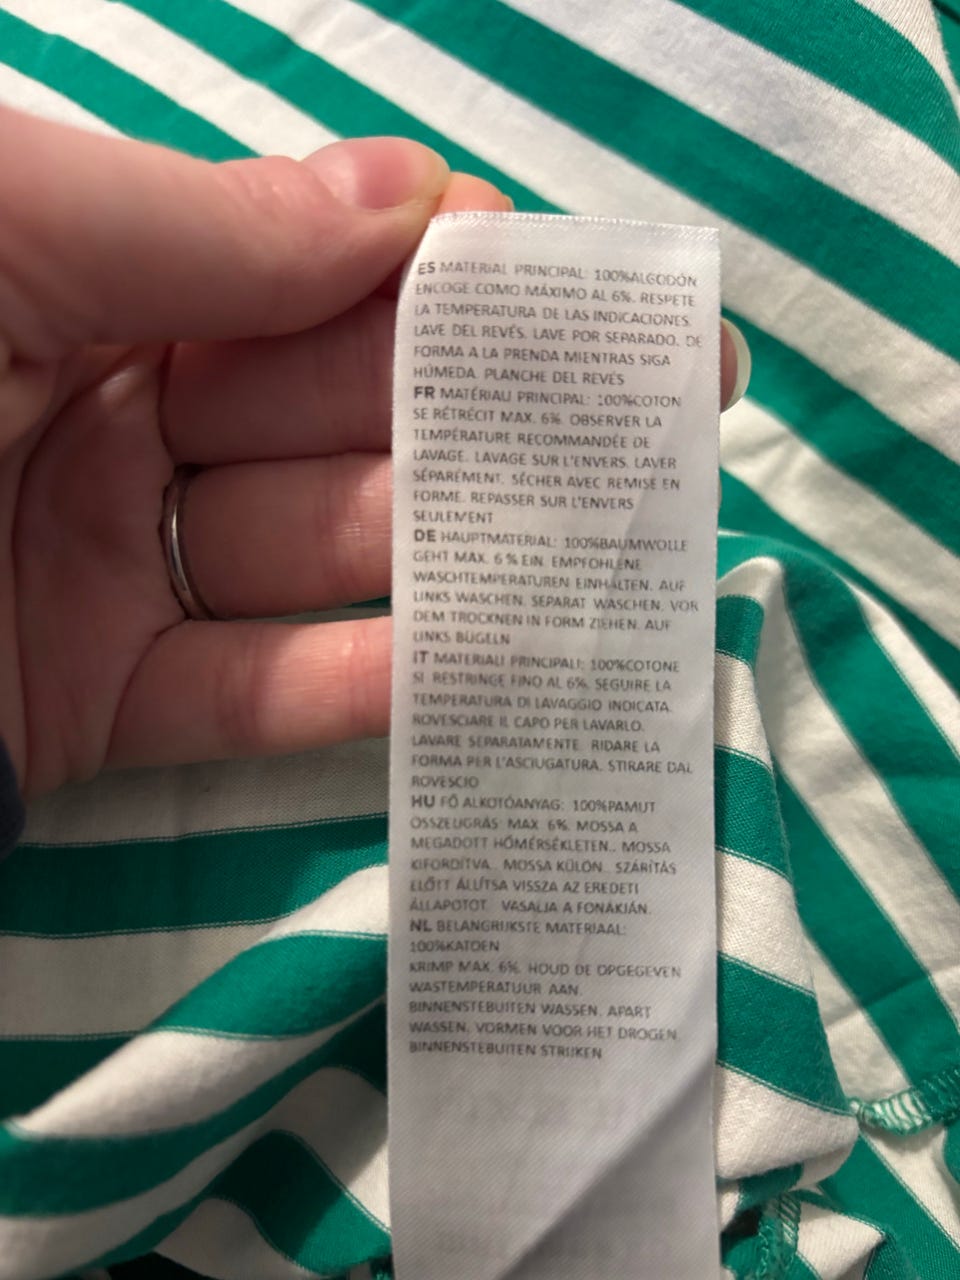 ES MATERIAL PRINCIPAL: 100%ALGODÓN
ENCOGE COMO MÁXIMO AL 6%. RESPETE
LA TEMPERATURA DE LAS INDICACIONES.
LAVE DEL REVÉS. LAVE POR SEPARADO. DE
FORMA A LA PRENDA MIENTRAS SIGA
HÚMEDA. PLANCHE DEL REVÉS
FR MATÉRIAU PRINCIPAL: 100%COTON
SE RÉTRÉCIT MAX. 6%. OBSERVER LA
TEMPÉRATURE RECOMMANDÉE DE
LAVAGE. LAVAGE SUR L'ENVERS. LAVER
SÉPARÉMENT. SÉCHER AVEC REMISE EN
FORME. REPASSER SUR L'ENVERS
SEULEMENT
DE HAUPTMATERIAL: 100%BAUMWOLLE
GEHT MAX. 6 % EIN. EMPFOHLENE
WASCHTEMPERATUREN EINHALTEN. AUF
LINKS WASCHEN. SEPARAT WASCHEN. VOR
DEM TROCKNEN IN FORM ZIEHEN. AUF
LINKS BÜGELN
IT MATERIALI PRINCIPALI: 100%COTONE
SI RESTRINGE FINO AL 6%. SEGUIRE LA
TEMPERATURA DI LAVAGGIO INDICATA.
ROVESCIARE IL CAPO PER LAVARLO.
LAVARE SEPARATAMENTE. RIDARE LA
FORMA PER L'ASCIUGATURA. STIRARE DAL
ROVESCIO
HU FŐ ALKOTÓANYAG: 100%PAMUT
ÖSSZEUGRÁS: MAX. 6%. MOSSA A
MEGADOTT HŐMÉRSÉKLETEN.. MOSSA
KIFORDÍTVA.. MOSSA KÜLÖN.. SZÁRÍTÁS
ELŐTT ÁLLÍTSA VISSZA AZ EREDETI
ÁLLAPOTOT. VASALJA A FONÁKJÁN.
NL BELANGRIJKSTE MATERIAAL:
100%KATOEN
KRIMP MAX. 6%. HOUD DE OPGEGEVEN
WASTEMPERATUUR AAN.
BINNENSTEBUITEN WASSEN. APART
WASSEN. VORMEN VOOR HET DROGEN.
BINNENSTEBUITEN STRIJKEN